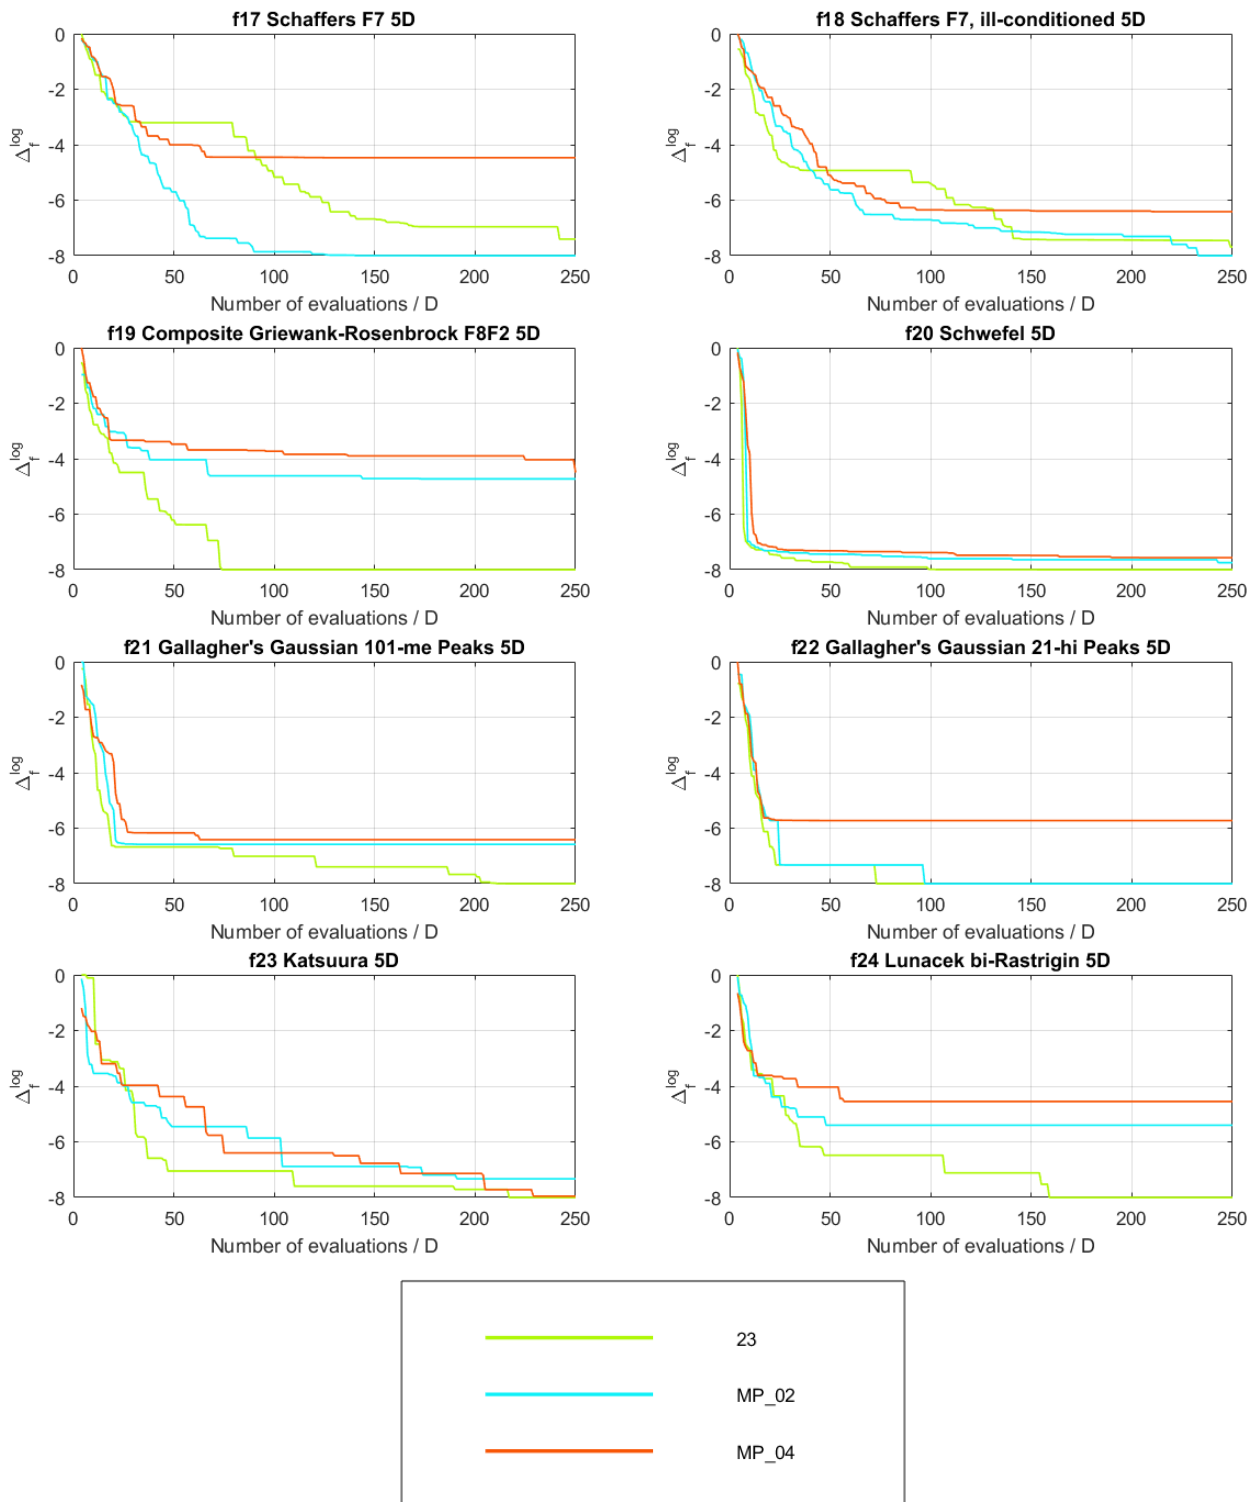 f17 Schaffers F7 5D
0
-2
-4
-6
-8
Δ_f^log
0 50 100 150 200 250
Number of evaluations / D
f18 Schaffers F7, ill-conditioned 5D
0
-2
-4
-6
-8
Δ_f^log
0 50 100 150 200 250
Number of evaluations / D
f19 Composite Griewank-Rosenbrock F8F2 5D
0
-2
-4
-6
-8
Δ_f^log
0 50 100 150 200 250
Number of evaluations / D
f20 Schwefel 5D
0
-2
-4
-6
-8
Δ_f^log
0 50 100 150 200 250
Number of evaluations / D
f21 Gallagher's Gaussian 101-me Peaks 5D
0
-2
-4
-6
-8
Δ_f^log
0 50 100 150 200 250
Number of evaluations / D
f22 Gallagher's Gaussian 21-hi Peaks 5D
0
-2
-4
-6
-8
Δ_f^log
0 50 100 150 200 250
Number of evaluations / D
f23 Katsuura 5D
0
-2
-4
-6
-8
Δ_f^log
0 50 100 150 200 250
Number of evaluations / D
f24 Lunacek bi-Rastrigin 5D
0
-2
-4
-6
-8
Δ_f^log
0 50 100 150 200 250
Number of evaluations / D
23
MP_02
MP_04